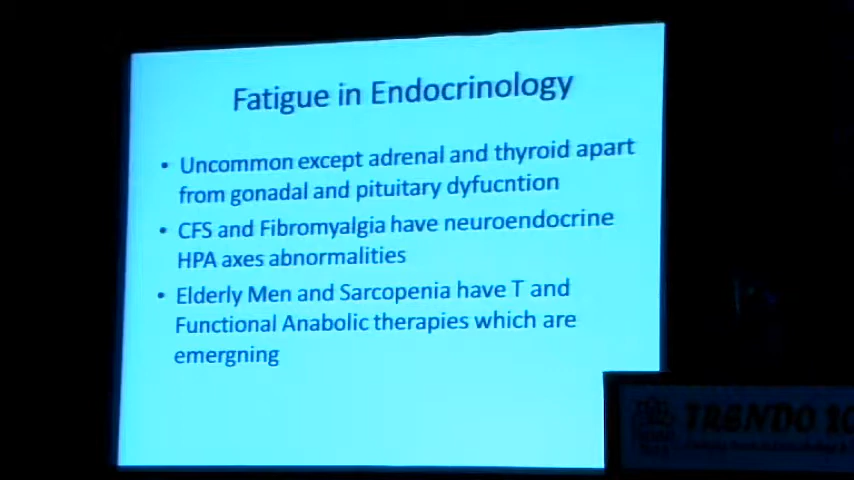 Fatigue in Endocrinology
• Uncommon except adrenal and thyroid apart
from gonadal and pituitary dyfucntion
• CFS and Fibromyalgia have neuroendocrine
HPA axes abnormalities
• Elderly Men and Sarcopenia have T and
Functional Anabolic therapies which are
emergning
TRENDO